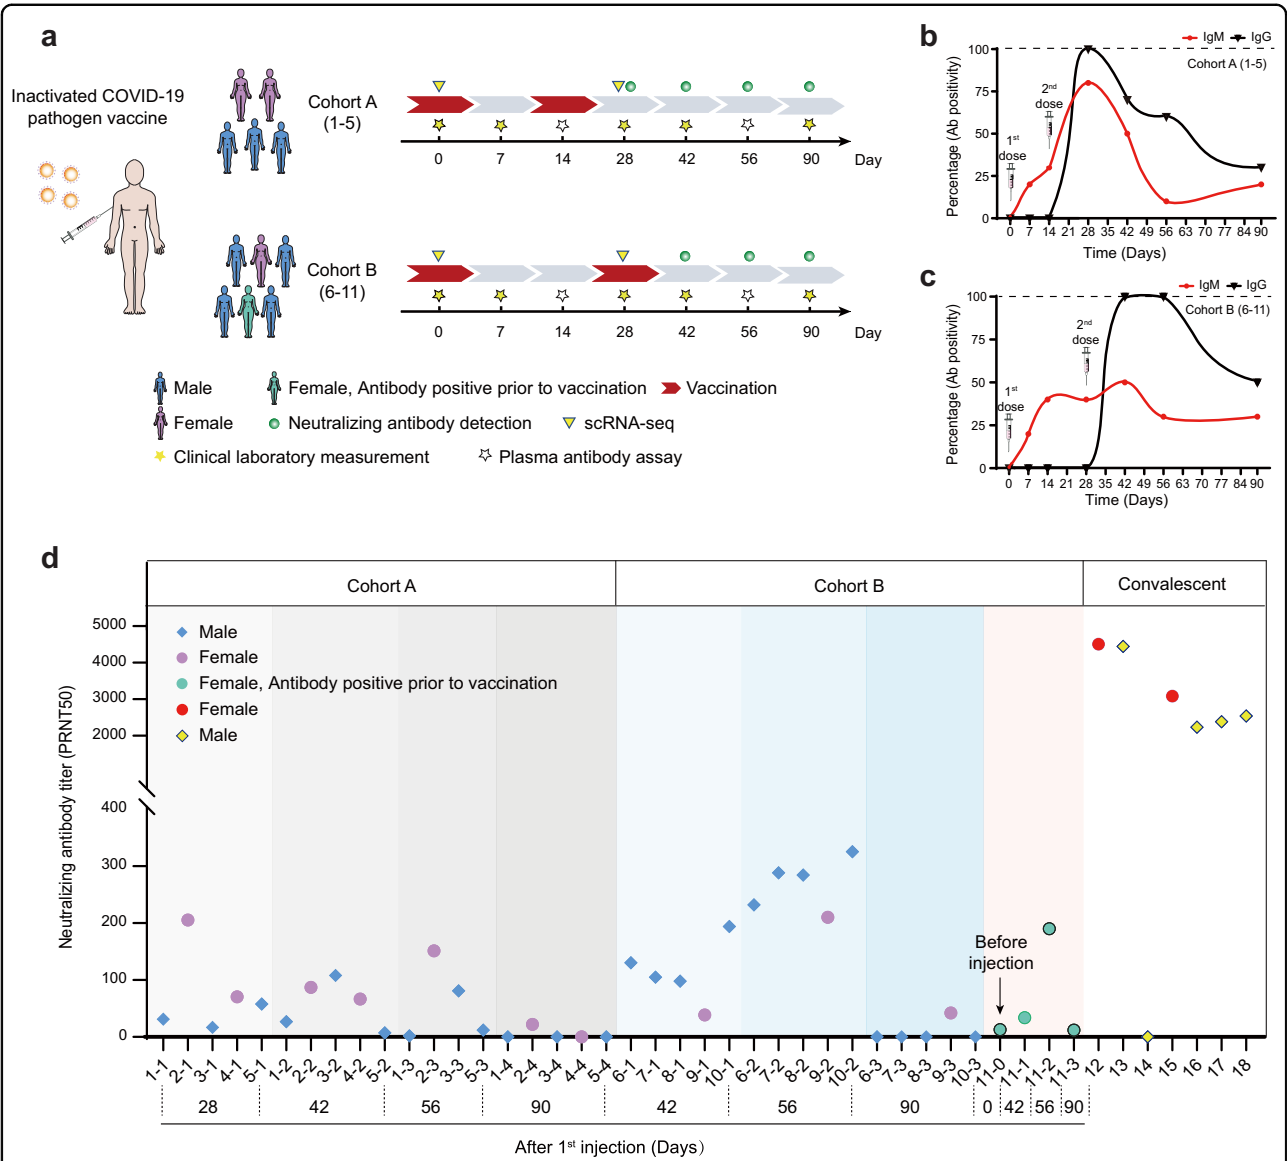 a
Inactivated COVID-19
pathogen vaccine
Cohort A
(1-5)
0 7 14 28 42 56 90 Day
Cohort B
(6-11)
0 7 14 28 42 56 90 Day
Male
Female, Antibody positive prior to vaccination
Vaccination
Female
Neutralizing antibody detection
scRNA-seq
Clinical laboratory measurement
Plasma antibody assay
b
IgM IgG
Cohort A (1-5)
Percentage (Ab positivity)
100
75
50
25
0
1st
dose
2nd
dose
0 7 14 21 28 35 42 49 56 63 70 77 84 90
Time (Days)
c
IgM IgG
Cohort B (6-11)
Percentage (Ab positivity)
100
75
50
25
0
1st
dose
2nd
dose
0 7 14 21 28 35 42 49 56 63 70 77 84 90
Time (Days)
d
Cohort A Cohort B Convalescent
Neutralizing antibody titer (PRNT50)
5000
4000
3000
2000
400
300
200
100
0
Male
Female
Female, Antibody positive prior to vaccination
Female
Male
Before
injection
1-1 2-1 3-1 4-1 5-1 1-2 2-2 3-2 4-2 5-2 1-3 2-3 3-3 5-3 1-4 2-4 3-4 4-4 5-4 6-1 7-1 8-1 9-1 10-1 6-2 7-2 8-2 9-2 10-2 6-3 7-3 8-3 9-3 10-3 11-0 11-1 11-2 11-3 12 13 14 15 16 17 18
28 42 56 90 42 56 90 0 42 56 90
After 1st injection (Days)